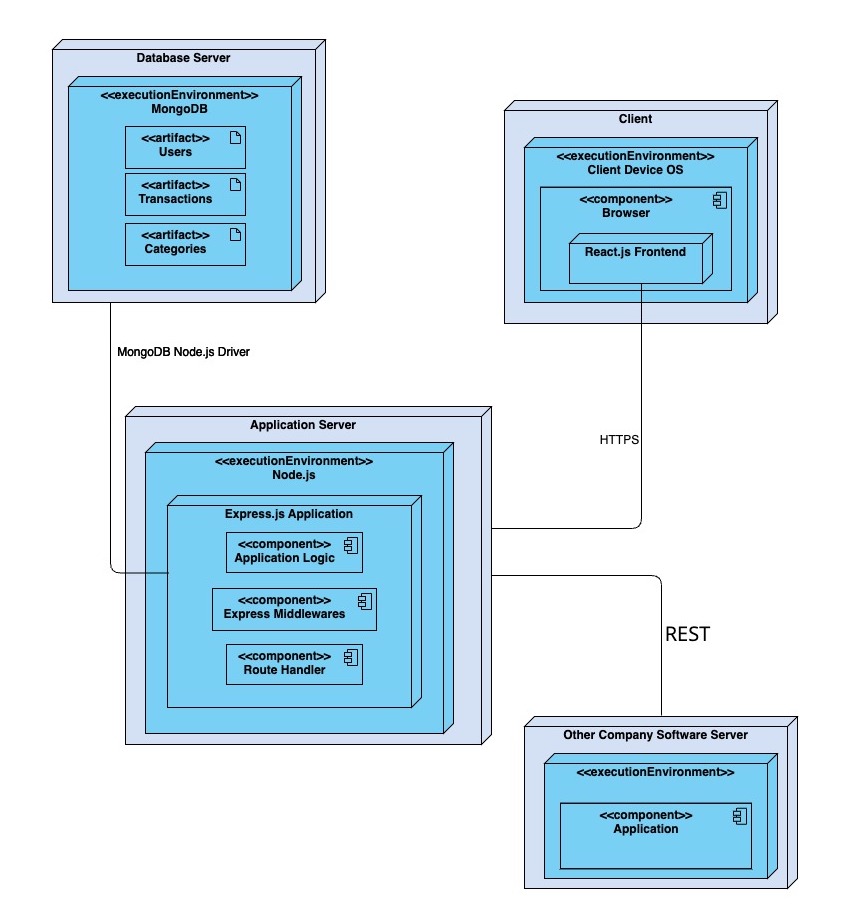 Database Server
<<executionEnvironment>>
MongoDB
<<artifact>>
Users
<<artifact>>
Transactions
<<artifact>>
Categories
Client
<<executionEnvironment>>
Client Device OS
<<component>>
Browser
React.js Frontend
MongoDB Node.js Driver
HTTPS
Application Server
<<executionEnvironment>>
Node.js
Express.js Application
<<component>>
Application Logic
<<component>>
Express Middlewares
<<component>>
Route Handler
REST
Other Company Software Server
<<executionEnvironment>>
<<component>>
Application